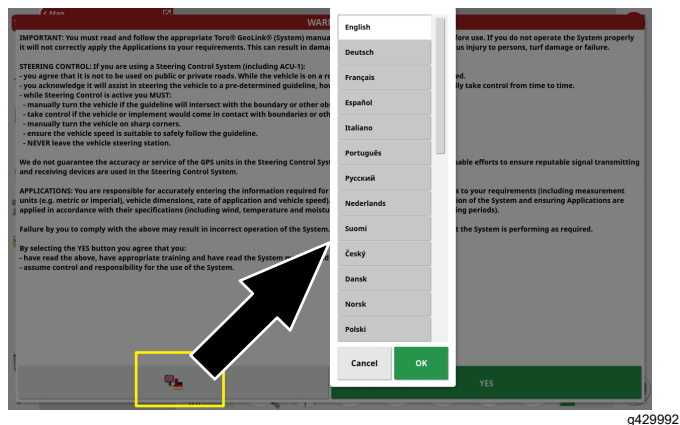 Map
WAR
IMPORTANT: You must read and follow the appropriate Toro® GeoLink® (System) manua
fore use. If you do not operate the System properly
it will not correctly apply the Applications to your requirements. This can result in damag
us injury to persons, turf damage or failure.
STEERING CONTROL: If you are using a Steering Control System (including ACU-1):
- you agree that it is not to be used on public or private roads. While the vehicle is on a ro
ed.
- you acknowledge it will assist in steering the vehicle to a pre-determined guideline, how
lly take control from time to time.
- while Steering Control is active you MUST:
- manually turn the vehicle if the guideline will intersect with the boundary or other ob
- take control if the vehicle or implement would come in contact with boundaries or oth
- manually turn the vehicle on sharp corners.
- ensure the vehicle speed is suitable to safely follow the guideline.
- NEVER leave the vehicle steering station.
We do not guarantee the accuracy or service of the GPS units in the Steering Control Syst
able efforts to ensure reputable signal transmitting
and receiving devices are used in the Steering Control System.
APPLICATIONS: You are responsible for accurately entering the information required for
s to your requirements (including measurement
units (e.g. metric or imperial), vehicle dimensions, rate of application and vehicle speed).
ion of the System and ensuring Applications are
applied in accordance with their specifications (including wind, temperature and moistu
ing periods).
Failure by you to comply with the above may result in incorrect operation of the System.
t the System is performing as required.
By selecting the YES button you agree that you:
- have read the above, have appropriate training and have read the System m
- assume control and responsibility for the use of the System.
English
Deutsch
Français
Español
Italiano
Português
Русский
Nederlands
Suomi
Český
Dansk
Norsk
Polski
Cancel
OK
YES
g429992